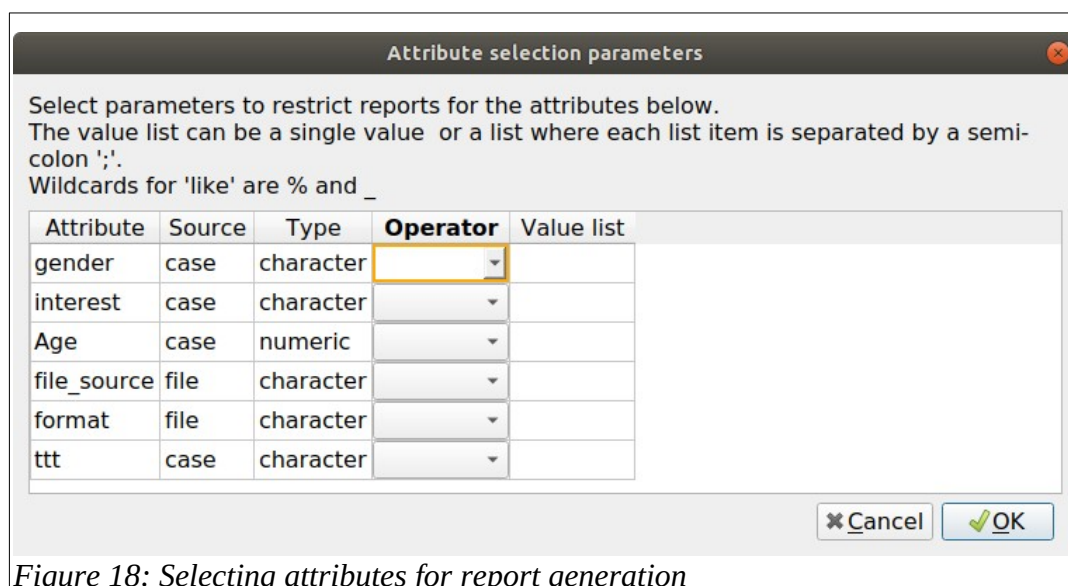 Attribute selection parameters
Select parameters to restrict reports for the attributes below.
The value list can be a single value  or a list where each list item is separated by a semi-
colon ';'.
Wildcards for 'like' are % and _
Attribute Source Type Operator Value list
gender case character
interest case character
Age case numeric
file_source file character
format file character
ttt case character
Cancel OK
Figure 18: Selecting attributes for report generation